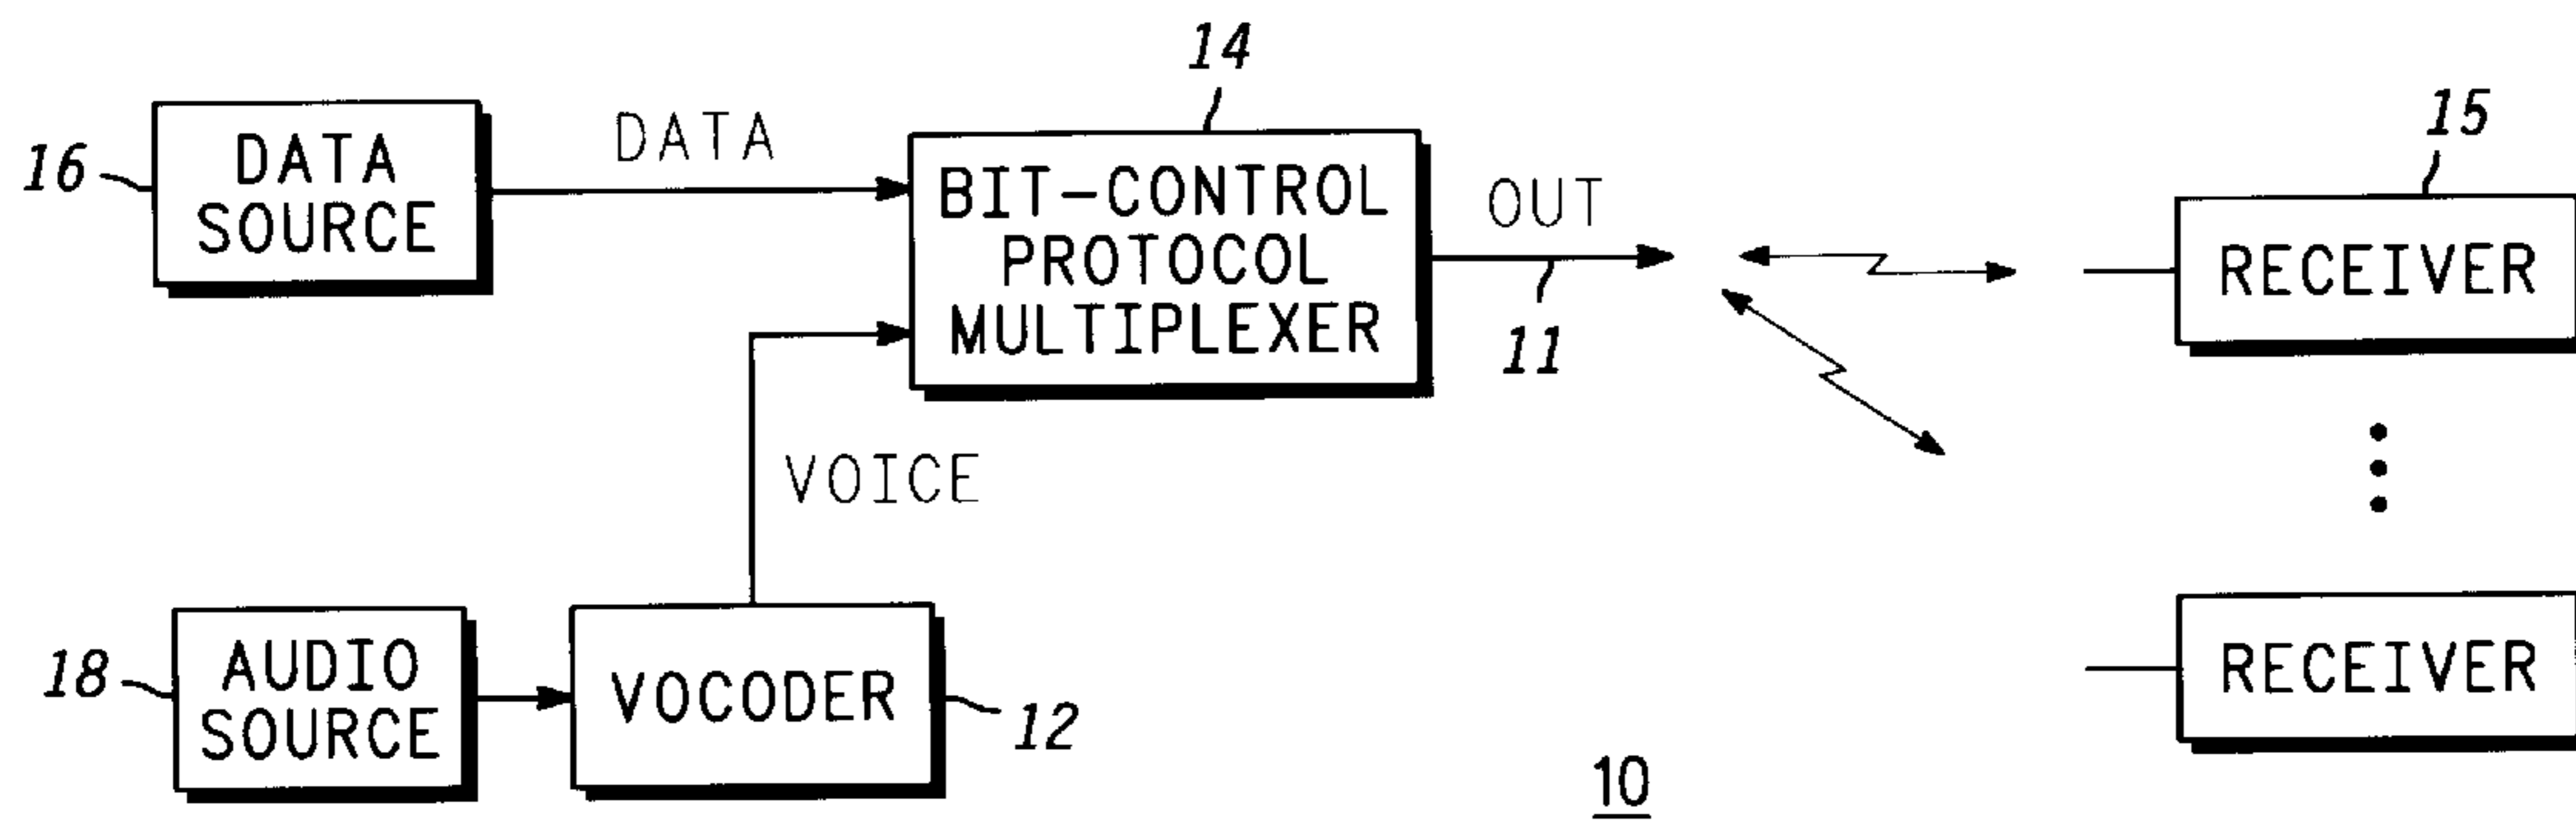 14
15
16
DATA
SOURCE
DATA
BIT-CONTROL
PROTOCOL
MULTIPLEXER
OUT
11
RECEIVER
VOICE
18
AUDIO
SOURCE
VOCODER
12
RECEIVER
10